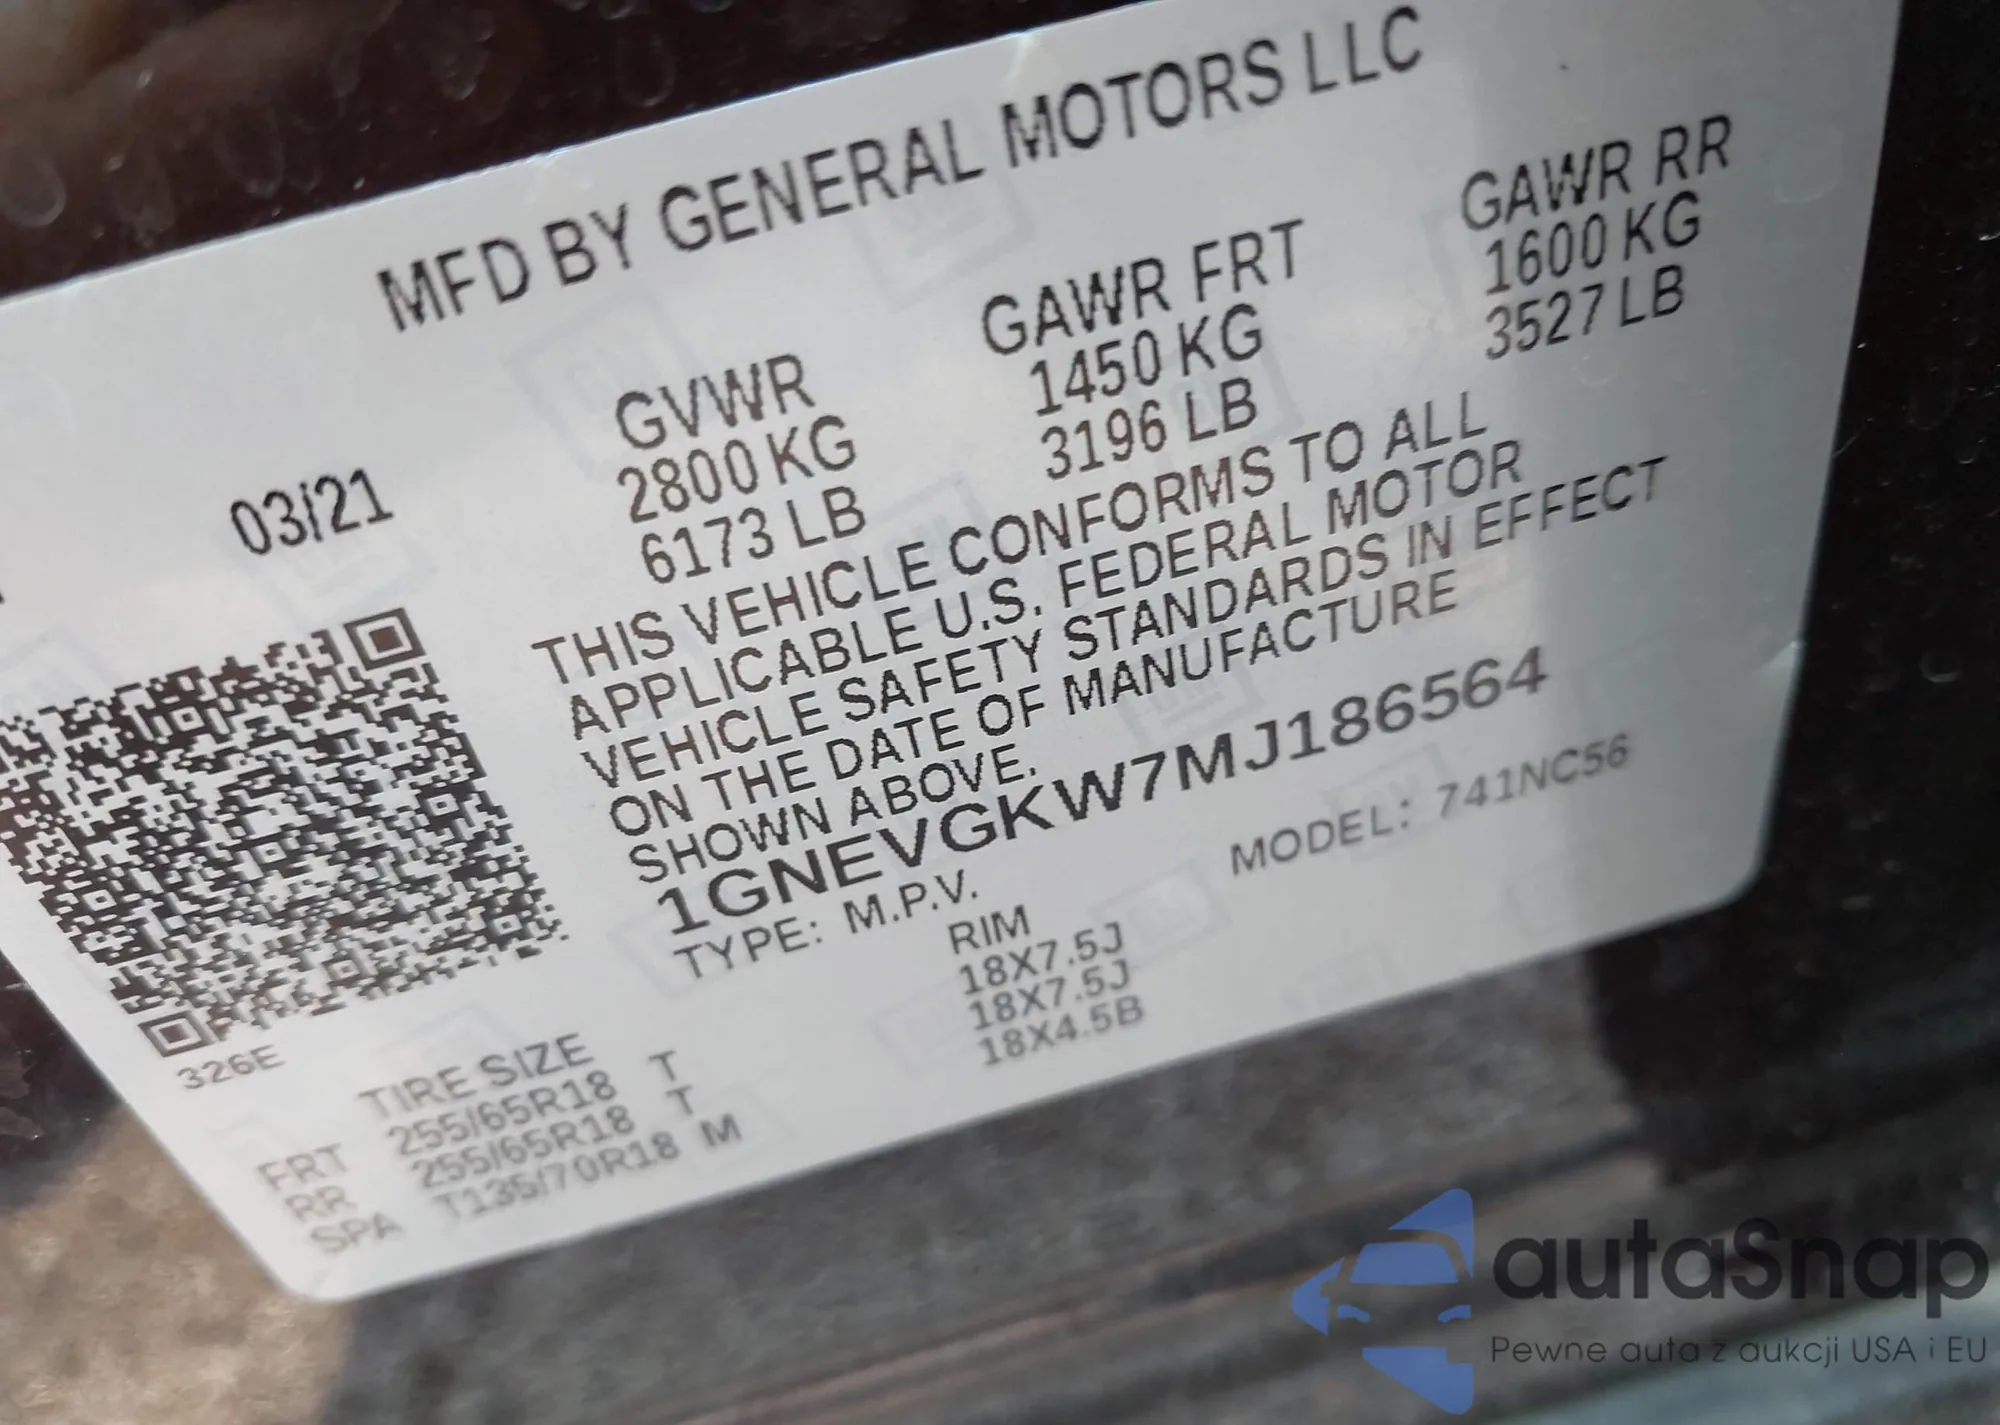 MFD BY GENERAL MOTORS LLC
03/21
GVWR
2800 KG
6173 LB
GAWR FRT
1450 KG
3196 LB
GAWR RR
1600 KG
3527 LB
THIS VEHICLE CONFORMS TO ALL
APPLICABLE U.S. FEDERAL MOTOR
VEHICLE SAFETY STANDARDS IN EFFECT
ON THE DATE OF MANUFACTURE
SHOWN ABOVE.
1GNEVGKW7MJ186564
TYPE: M.P.V.
MODEL: 741NC56
326E
TIRE SIZE
RIM
FRT 255/65R18 T 18X7.5J
RR 255/65R18 T 18X7.5J
SPA T135/70R18 M 18X4.5B
autaSnap
Pewne auta z aukcji USA i EU